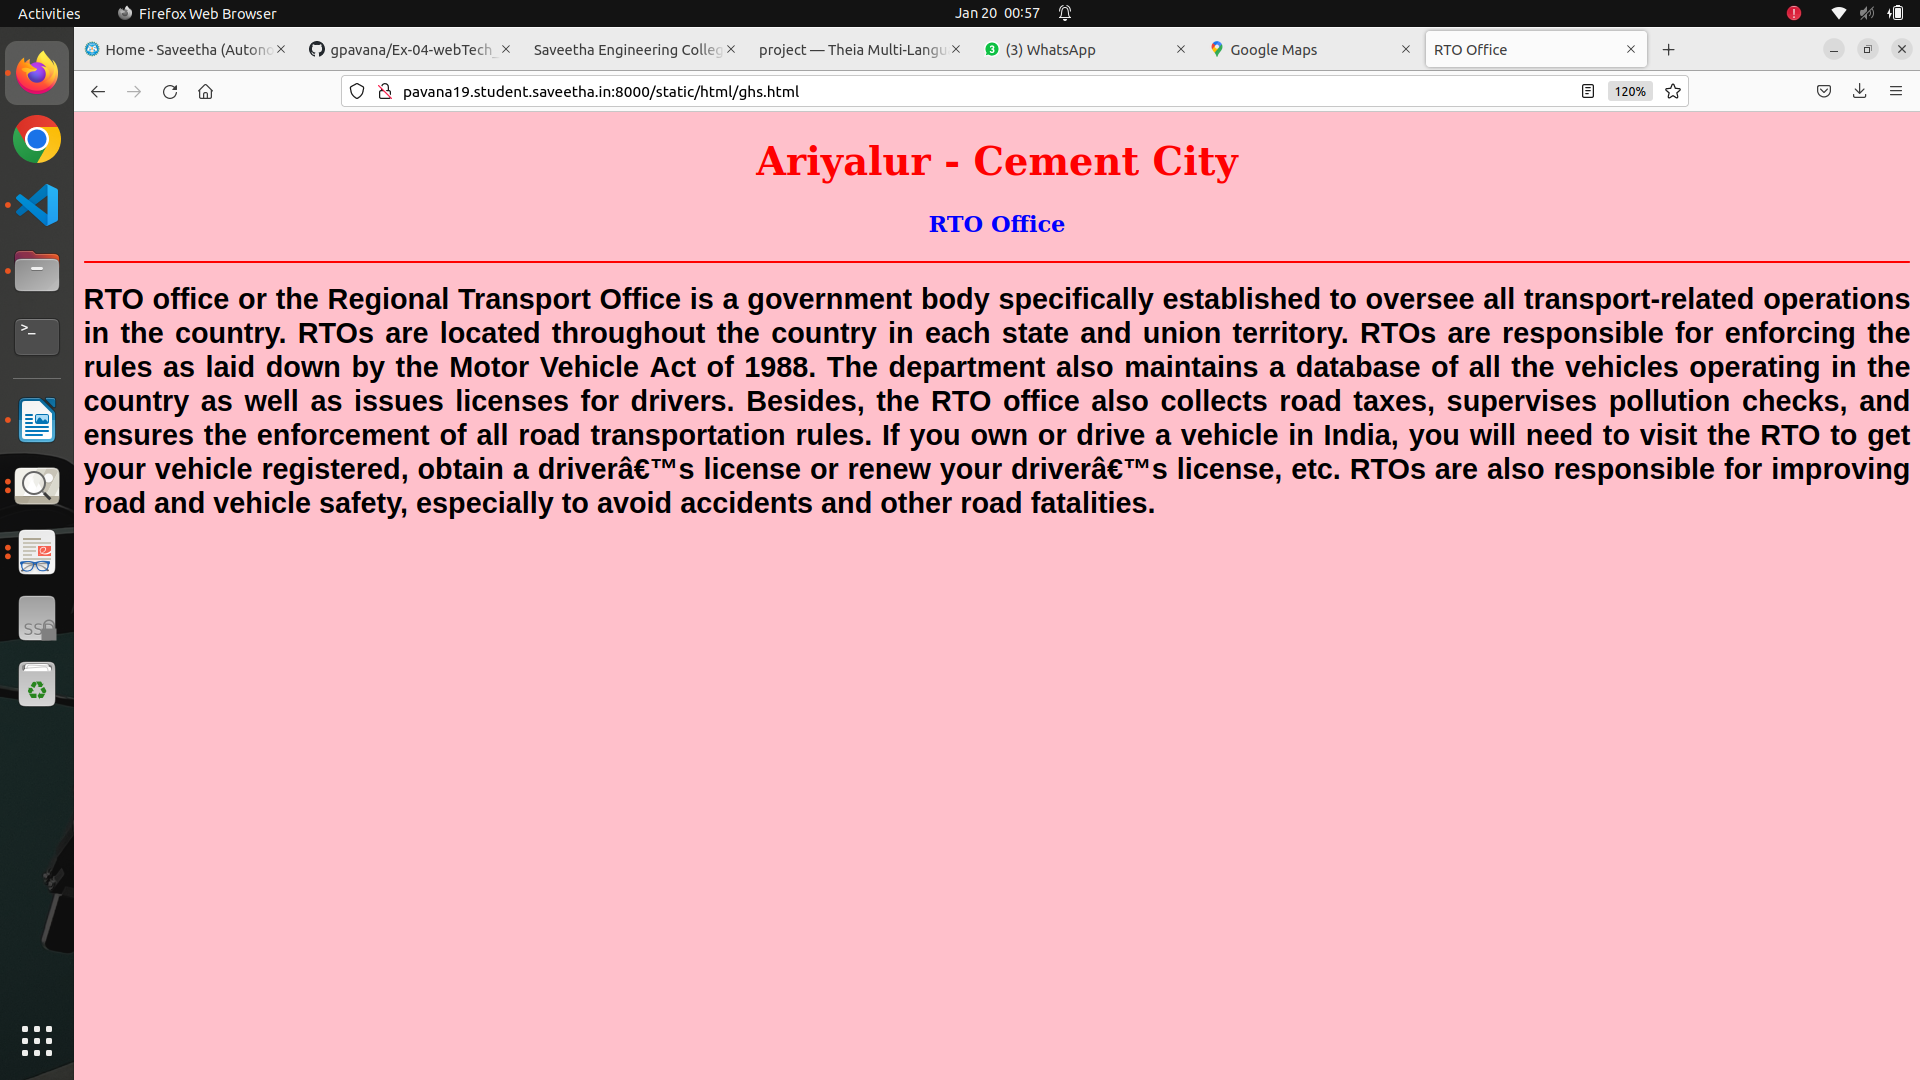 Activities Firefox Web Browser Jan 20 00:57
Home - Saveetha (Autono gpavana/Ex-04-webTech_ Saveetha Engineering Colleg project — Theia Multi-Langu (3) WhatsApp Google Maps RTO Office
pavana19.student.saveetha.in:8000/static/html/ghs.html 120%
Ariyalur - Cement City
RTO Office
RTO office or the Regional Transport Office is a government body specifically established to oversee all transport-related operations
in the country. RTOs are located throughout the country in each state and union territory. RTOs are responsible for enforcing the
rules as laid down by the Motor Vehicle Act of 1988. The department also maintains a database of all the vehicles operating in the
country as well as issues licenses for drivers. Besides, the RTO office also collects road taxes, supervises pollution checks, and
ensures the enforcement of all road transportation rules. If you own or drive a vehicle in India, you will need to visit the RTO to get
your vehicle registered, obtain a driverâ€™s license or renew your driverâ€™s license, etc. RTOs are also responsible for improving
road and vehicle safety, especially to avoid accidents and other road fatalities.